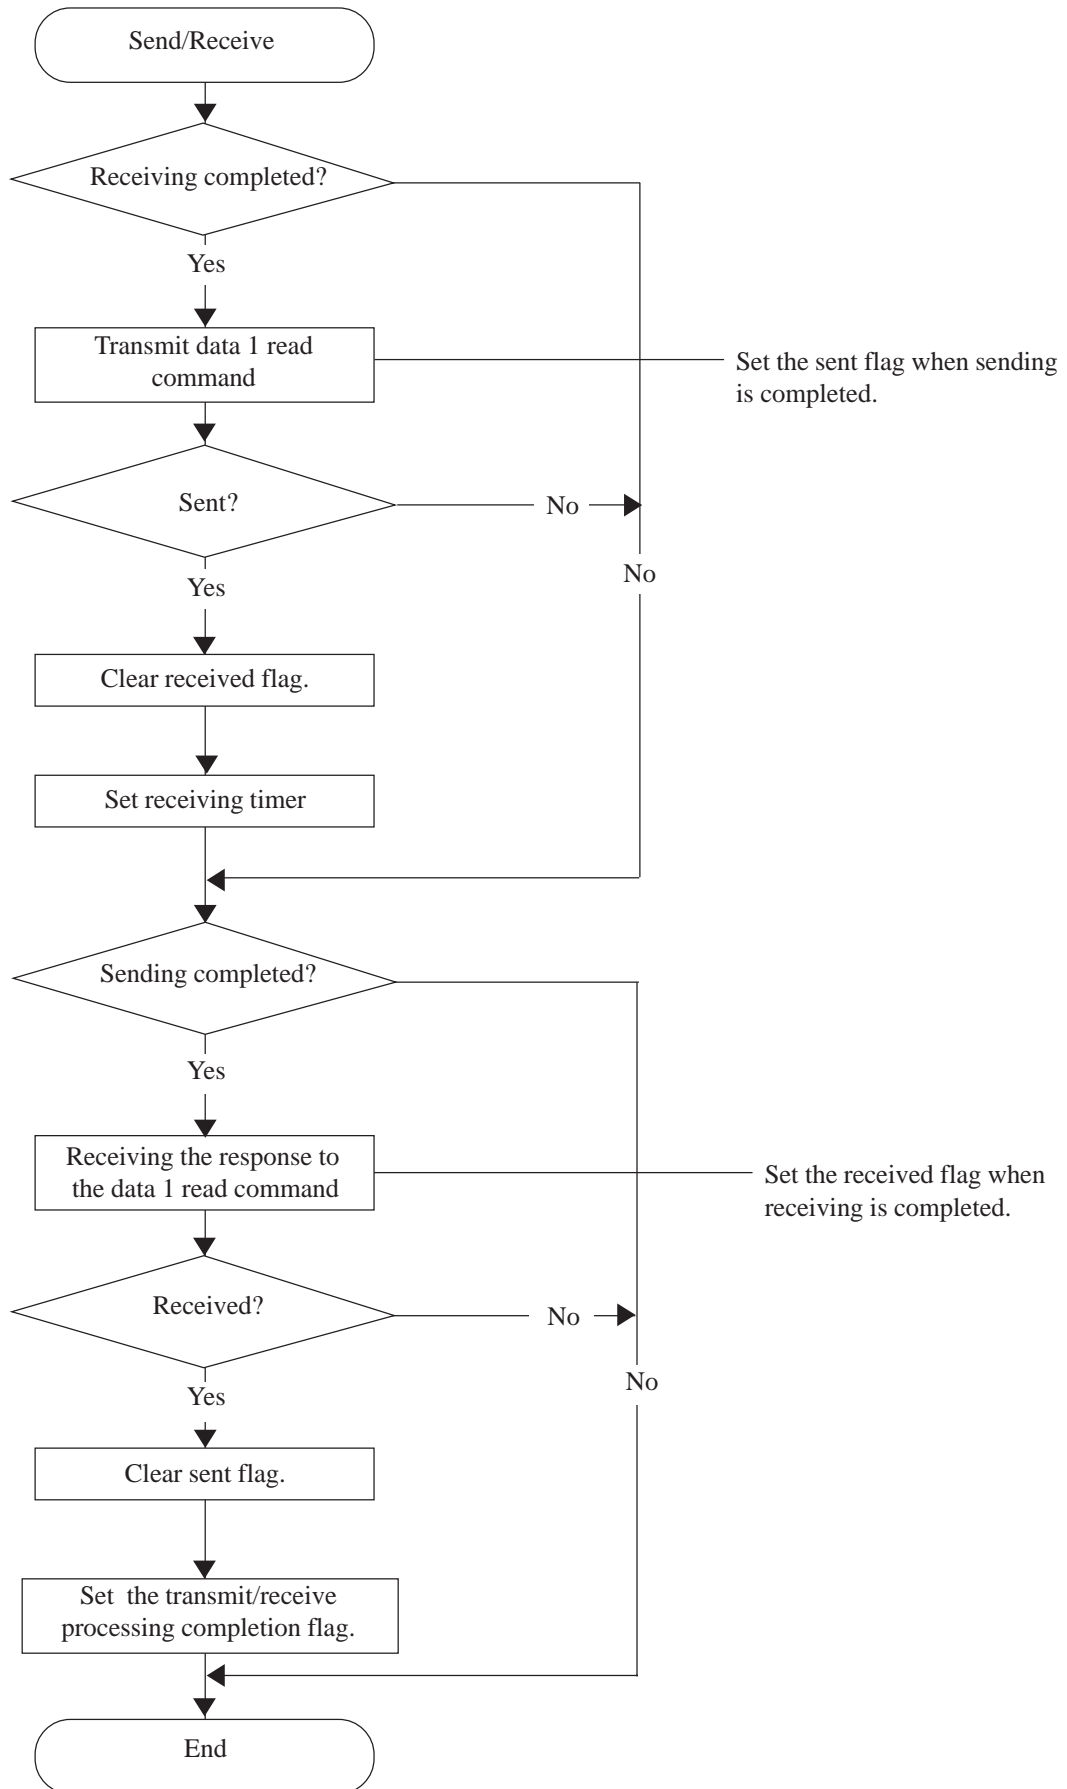 Send/Receive
Receiving completed?
Yes
Transmit data 1 read
command
Set the sent flag when sending
is completed.
Sent?
No
No
Yes
Clear received flag.
Set receiving timer
Sending completed?
Yes
Receiving the response to
the data 1 read command
Set the received flag when
receiving is completed.
Received?
No
No
Yes
Clear sent flag.
Set the transmit/receive
processing completion flag.
End